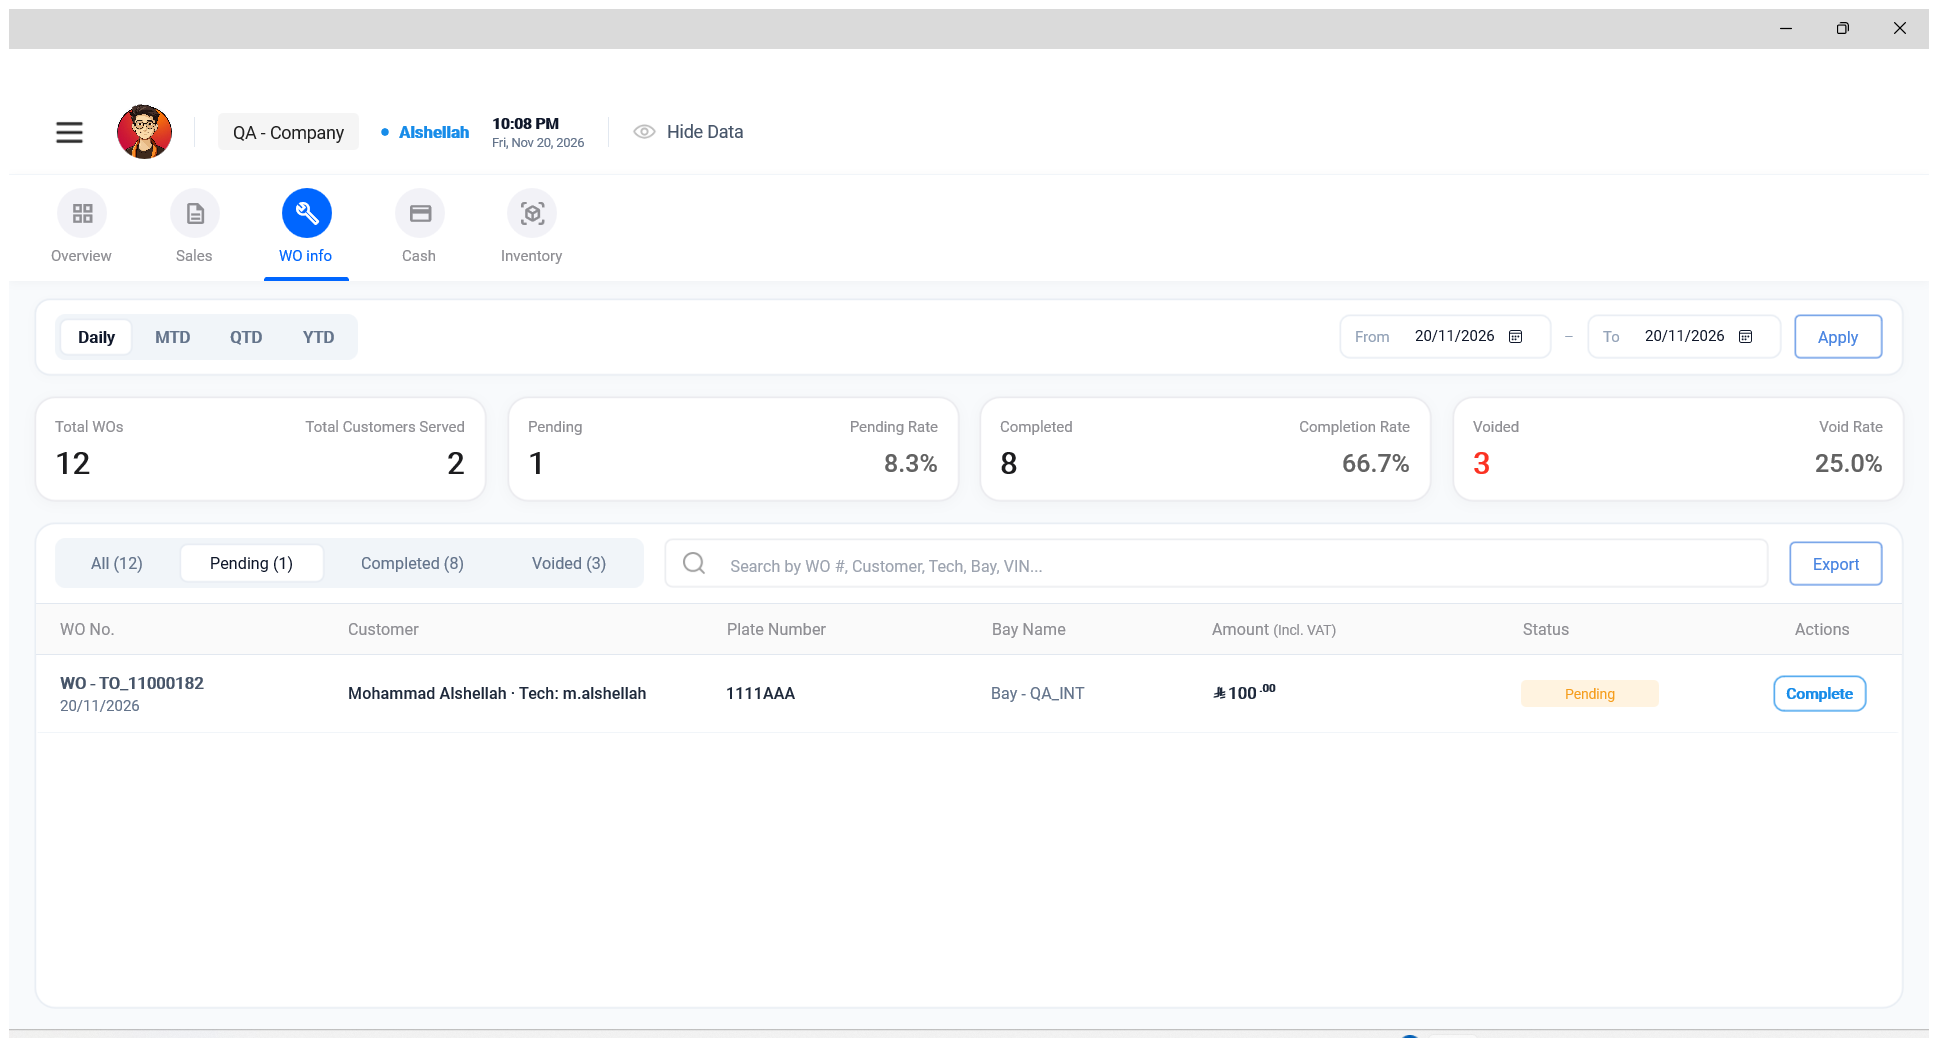 QA - Company
Alshellah
10:08 PM
Fri, Nov 20, 2026
Hide Data
Overview
Sales
WO info
Cash
Inventory
Daily
MTD
QTD
YTD
From 20/11/2026
–
To 20/11/2026
Apply
Total WOs
12
Total Customers Served
2
Pending
1
Pending Rate
8.3%
Completed
8
Completion Rate
66.7%
Voided
3
Void Rate
25.0%
All (12)
Pending (1)
Completed (8)
Voided (3)
Search by WO #, Customer, Tech, Bay, VIN...
Export
WO No.
Customer
Plate Number
Bay Name
Amount (Incl. VAT)
Status
Actions
WO - TO_11000182
20/11/2026
Mohammad Alshellah · Tech: m.alshellah
1111AAA
Bay - QA_INT
⃁ 100 .00
Pending
Complete